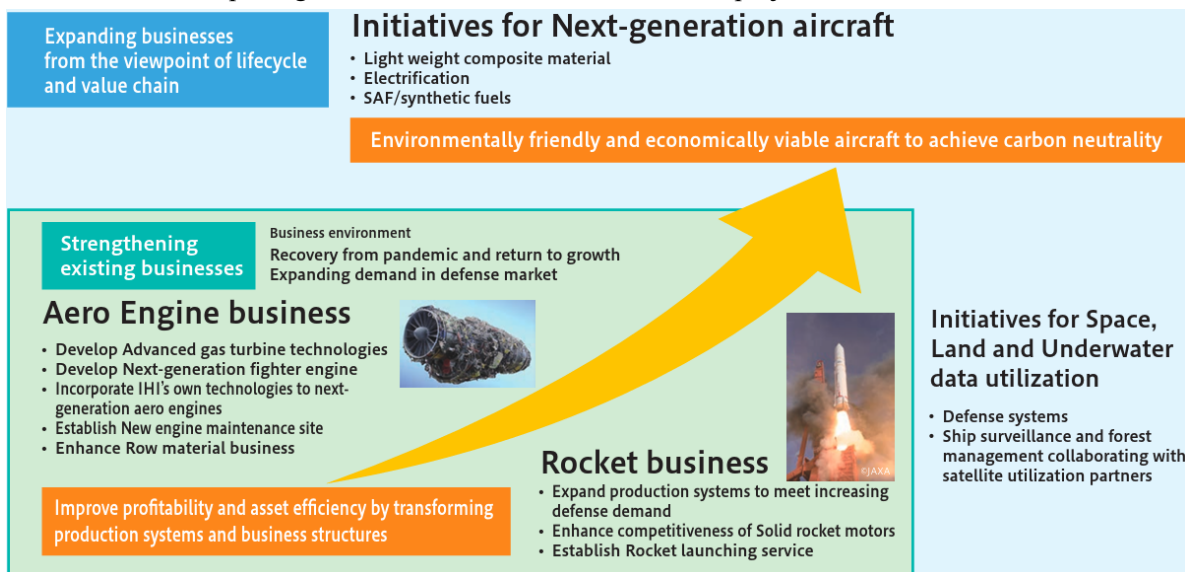 Expanding businesses
from the viewpoint of lifecycle
and value chain
Initiatives for Next-generation aircraft
• Light weight composite material
• Electrification
• SAF/synthetic fuels
Environmentally friendly and economically viable aircraft to achieve carbon neutrality
Strengthening
existing businesses
Business environment
Recovery from pandemic and return to growth
Expanding demand in defense market
Aero Engine business
• Develop Advanced gas turbine technologies
• Develop Next-generation fighter engine
• Incorporate IHI's own technologies to next-
generation aero engines
• Establish New engine maintenance site
• Enhance Row material business
Improve profitability and asset efficiency by transforming
production systems and business structures
©JAXA
Rocket business
• Expand production systems to meet increasing
defense demand
• Enhance competitiveness of Solid rocket motors
• Establish Rocket launching service
Initiatives for Space,
Land and Underwater
data utilization
• Defense systems
• Ship surveillance and forest
management collaborating with
satellite utilization partners